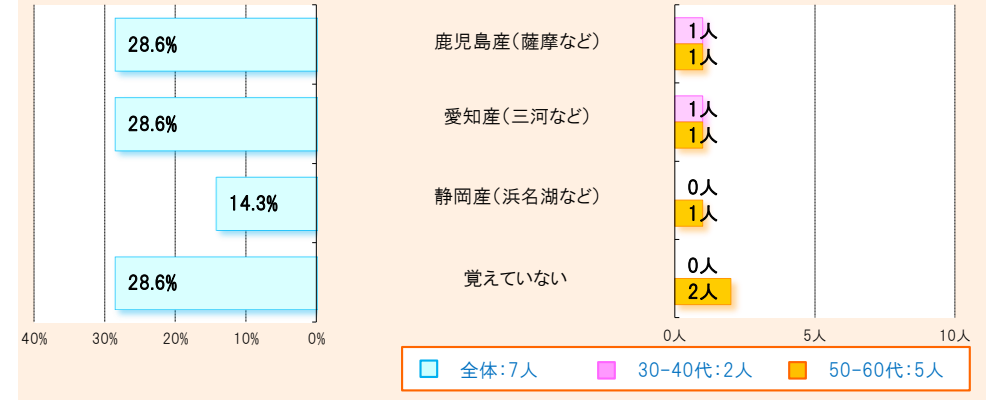 28.6%
鹿児島産(薩摩など)
1人
1人
28.6%
愛知産(三河など)
1人
1人
14.3%
静岡産(浜名湖など)
0人
1人
28.6%
覚えていない
0人
2人
40% 30% 20% 10% 0%
0人 5人 10人
全体:7人 30-40代:2人 50-60代:5人